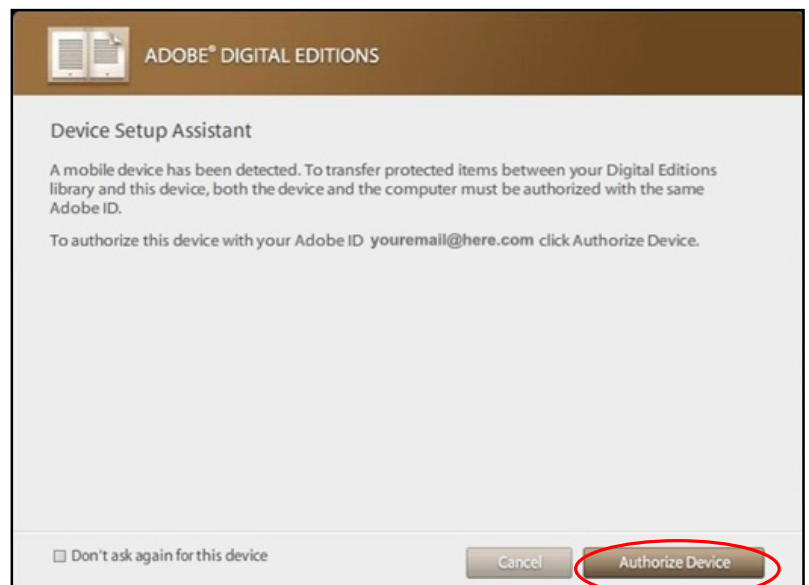 ADOBE® DIGITAL EDITIONS
Device Setup Assistant
A mobile device has been detected. To transfer protected items between your Digital Editions
library and this device, both the device and the computer must be authorized with the same
Adobe ID.
To authorize this device with your Adobe ID youremail@here.com click Authorize Device.
Don't ask again for this device
Cancel
Authorize Device